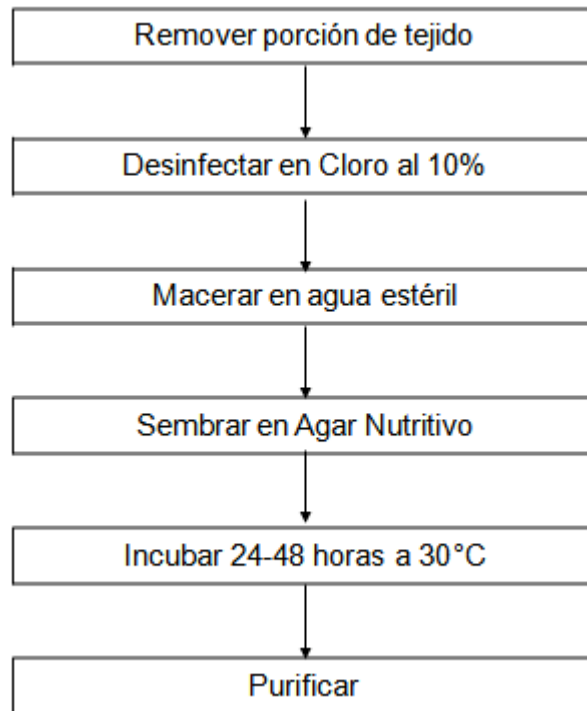 Remover porción de tejido
Desinfectar en Cloro al 10%
Macerar en agua estéril
Sembrar en Agar Nutritivo
Incubar 24-48 horas a 30°C
Purificar